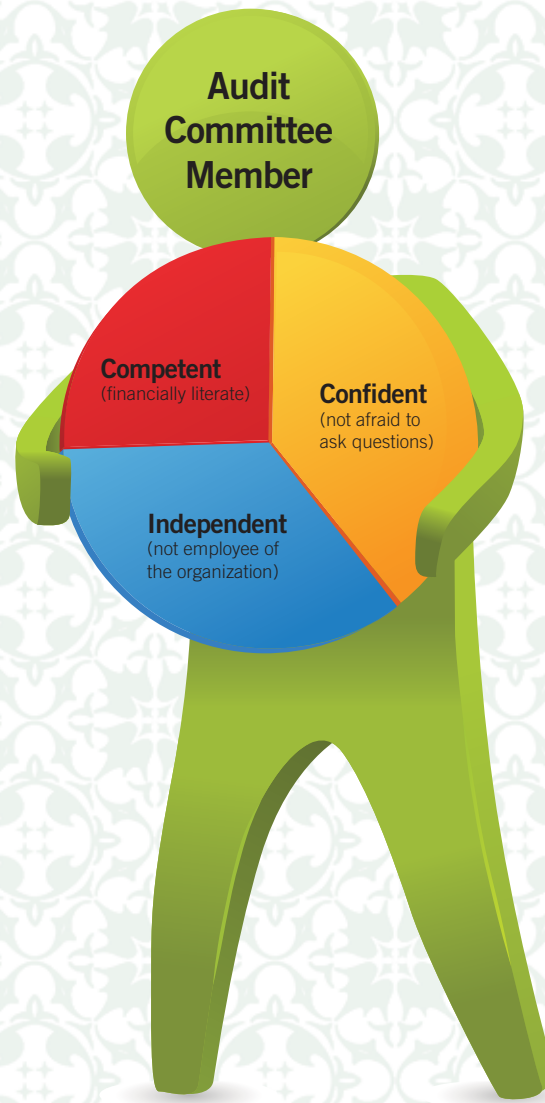 Audit
Committee
Member
Competent
(financially literate)
Confident
(not afraid to
ask questions)
Independent
(not employee of
the organization)